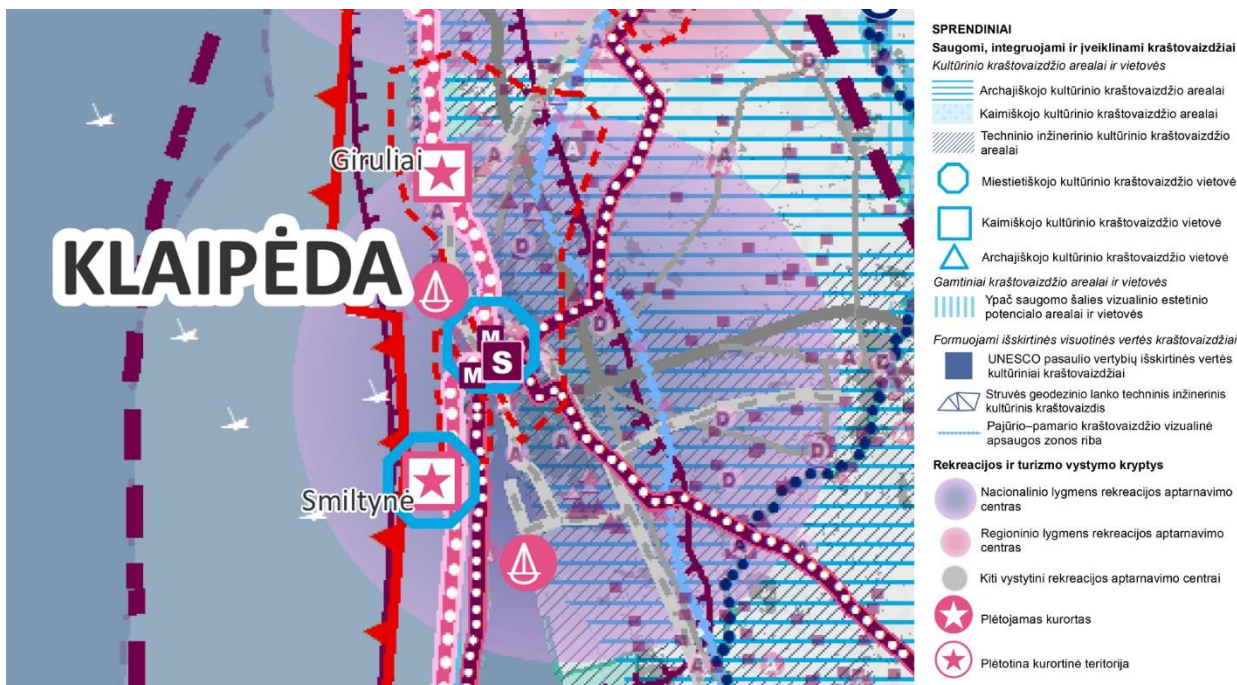 Giruliai
KLAIPĖDA
M
M
S
Smiltynė
A
A
A
A
A
A
A
A
A
A
D
D
D
D
D
D
SPRENDINIAI
Saugomi, integruojami ir įveiklinami kraštovaizdžiai
Kultūrinio kraštovaizdžio arealai ir vietovės
Archajiškojo kultūrinio kraštovaizdžio arealai
Kaimiškojo kultūrinio kraštovaizdžio arealai
Techninio inžinerinio kultūrinio kraštovaizdžio
arealai
Miestietiškojo kultūrinio kraštovaizdžio vietovė
Kaimiškojo kultūrinio kraštovaizdžio vietovė
Archajiškojo kultūrinio kraštovaizdžio vietovė
Gamtiniai kraštovaizdžio arealai ir vietovės
Ypač saugomo šalies vizualinio estetinio
potencialo arealai ir vietovės
Formuojami išskirtinės visuotinės vertės kraštovaizdžiai
UNESCO pasaulio vertybių išskirtinės vertės
kultūriniai kraštovaizdžiai
Struvės geodezinio lanko techninis inžinerinis
kultūrinis kraštovaizdis
Pajūrio–pamario kraštovaizdžio vizualinė
apsaugos zonos riba
Rekreacijos ir turizmo vystymo kryptys
Nacionalinio lygmens rekreacijos aptarnavimo
centras
Regioninio lygmens rekreacijos aptarnavimo
centras
Kiti vystytini rekreacijos aptarnavimo centrai
Plėtojamas kurortas
Plėtotina kurortinė teritorija